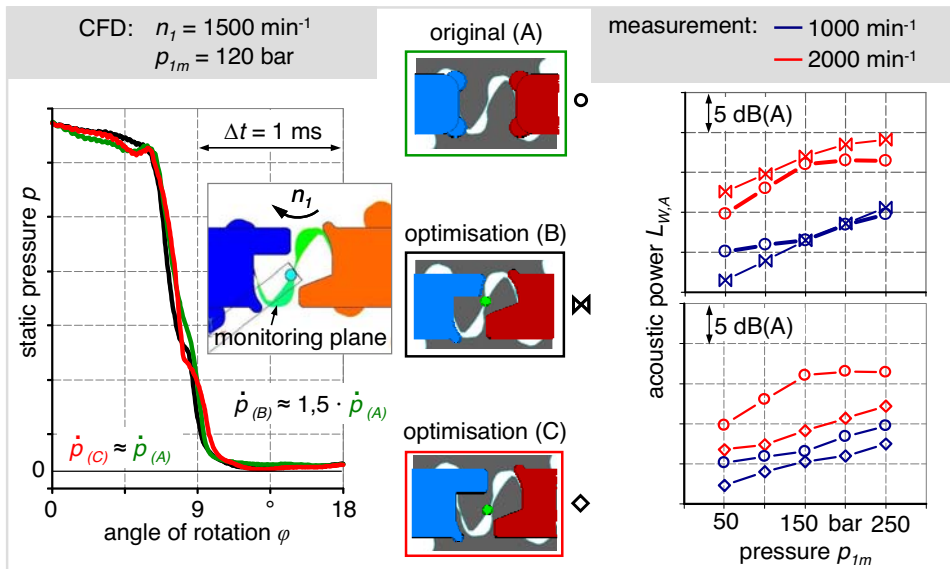 CFD: n₁ = 1500 min⁻¹
p₁ₘ = 120 bar
original (A)
measurement: 1000 min⁻¹
2000 min⁻¹
static pressure p
Δt = 1 ms
n₁
monitoring plane
ṗ (B) ≈ 1,5 · ṗ (A)
ṗ (C) ≈ ṗ (A)
0
0 9 ° 18
angle of rotation φ
optimisation (B)
optimisation (C)
5 dB(A)
5 dB(A)
acoustic power L_W,A
50 150 bar 250
pressure p₁ₘ